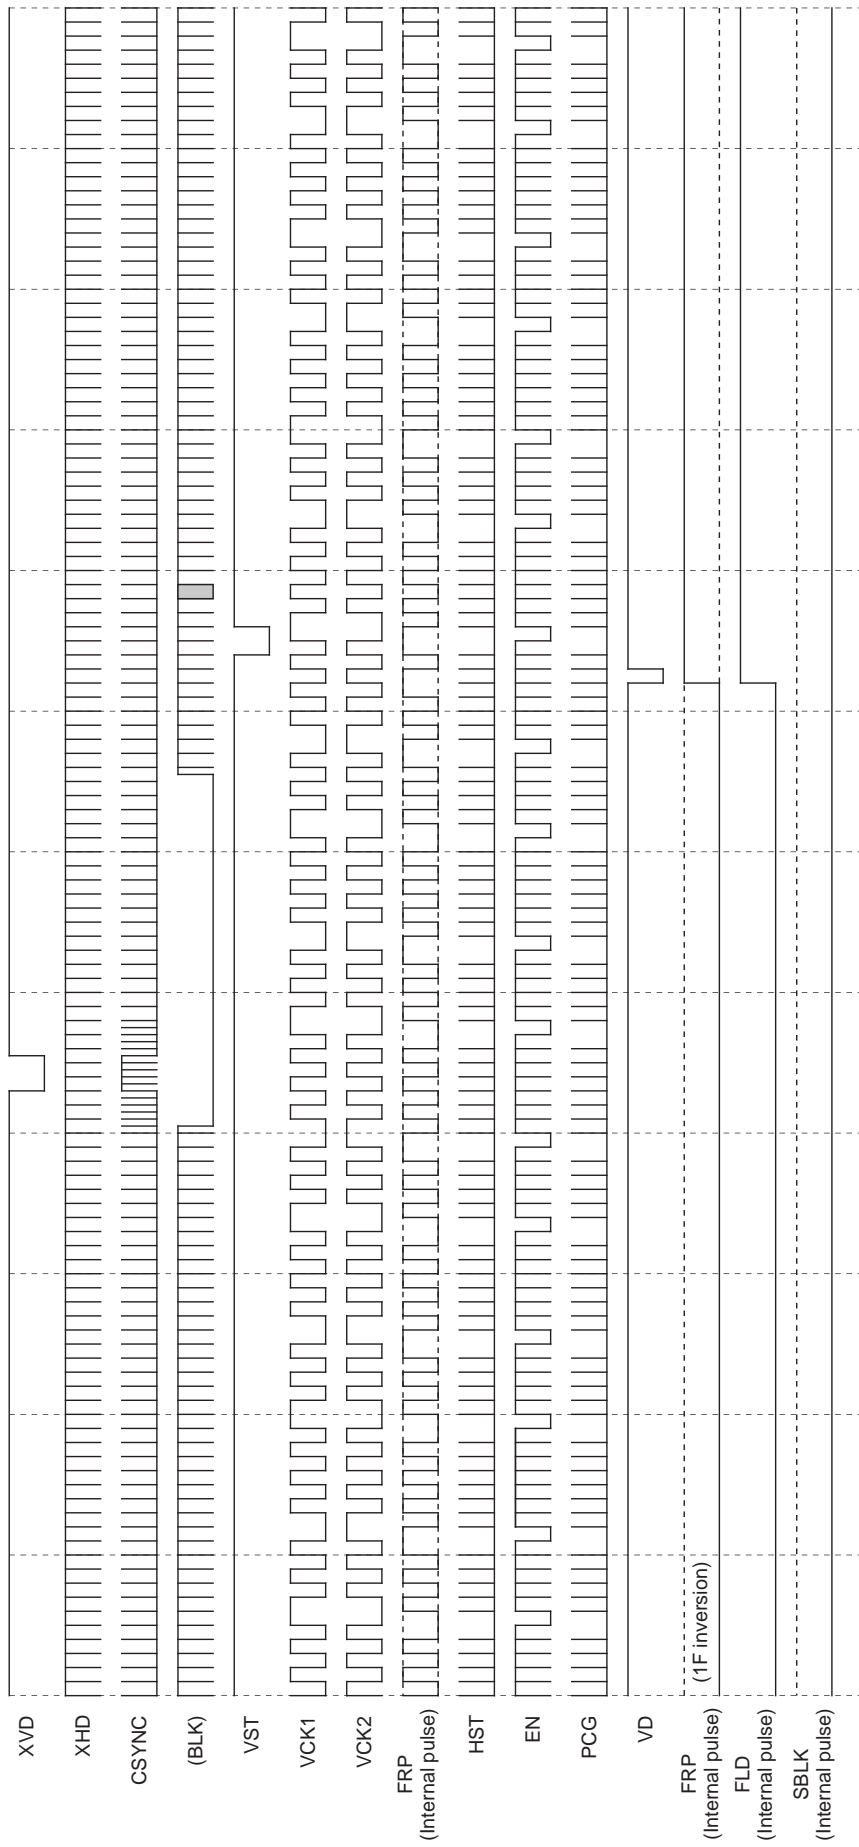 XVD
XHD
CSYNC
(BLK)
VST
VCK1
VCK2
FRP
(Internal pulse)
HST
EN
PCG
VD
(1F inversion)
FRP
(Internal pulse)
FLD
(Internal pulse)
SBLK
(Internal pulse)